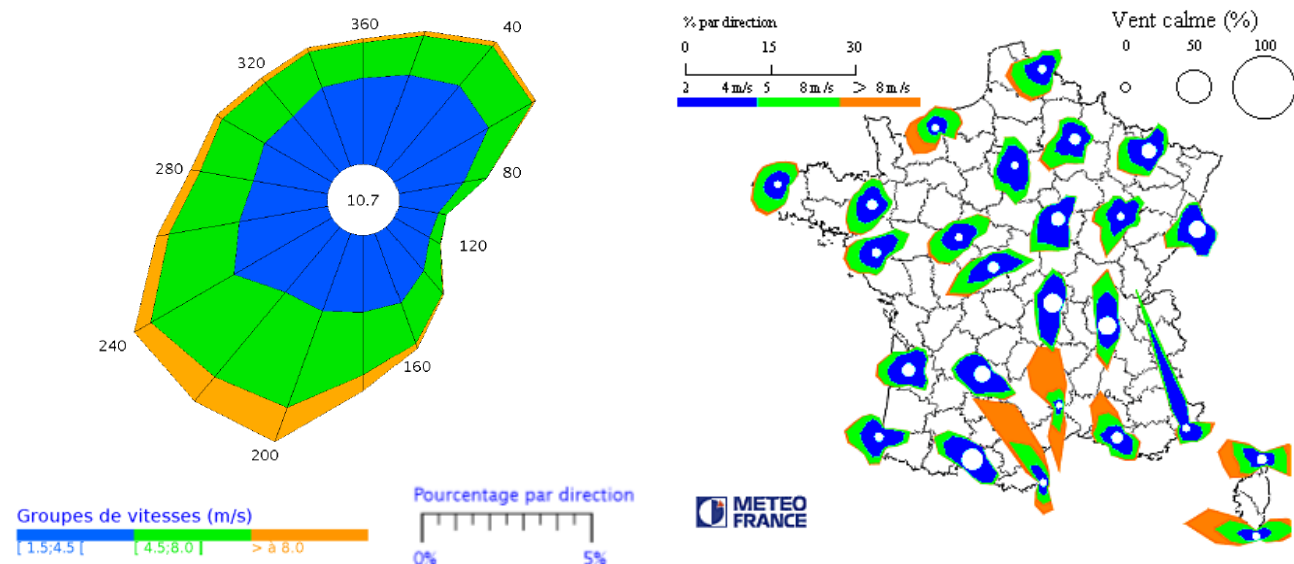 360
40
320
80
280
10.7
120
240
160
200
Groupes de vitesses (m/s)
[ 1.5;4.5 [
[ 4.5;8.0 ]
> à 8.0
Pourcentage par direction
0%
5%
% par direction
0
15
30
2
4 m/s
5
8 m/s
> 8 m/s
Vent calme (%)
0
50
100
METEO
FRANCE